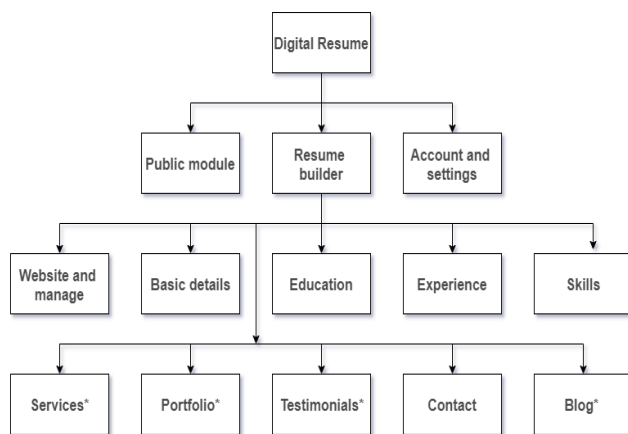 Digital Resume
Public module
Resume
builder
Account and
settings
Website and
manage
Basic details
Education
Experience
Skills
Services*
Portfolio*
Testimonials*
Contact
Blog*